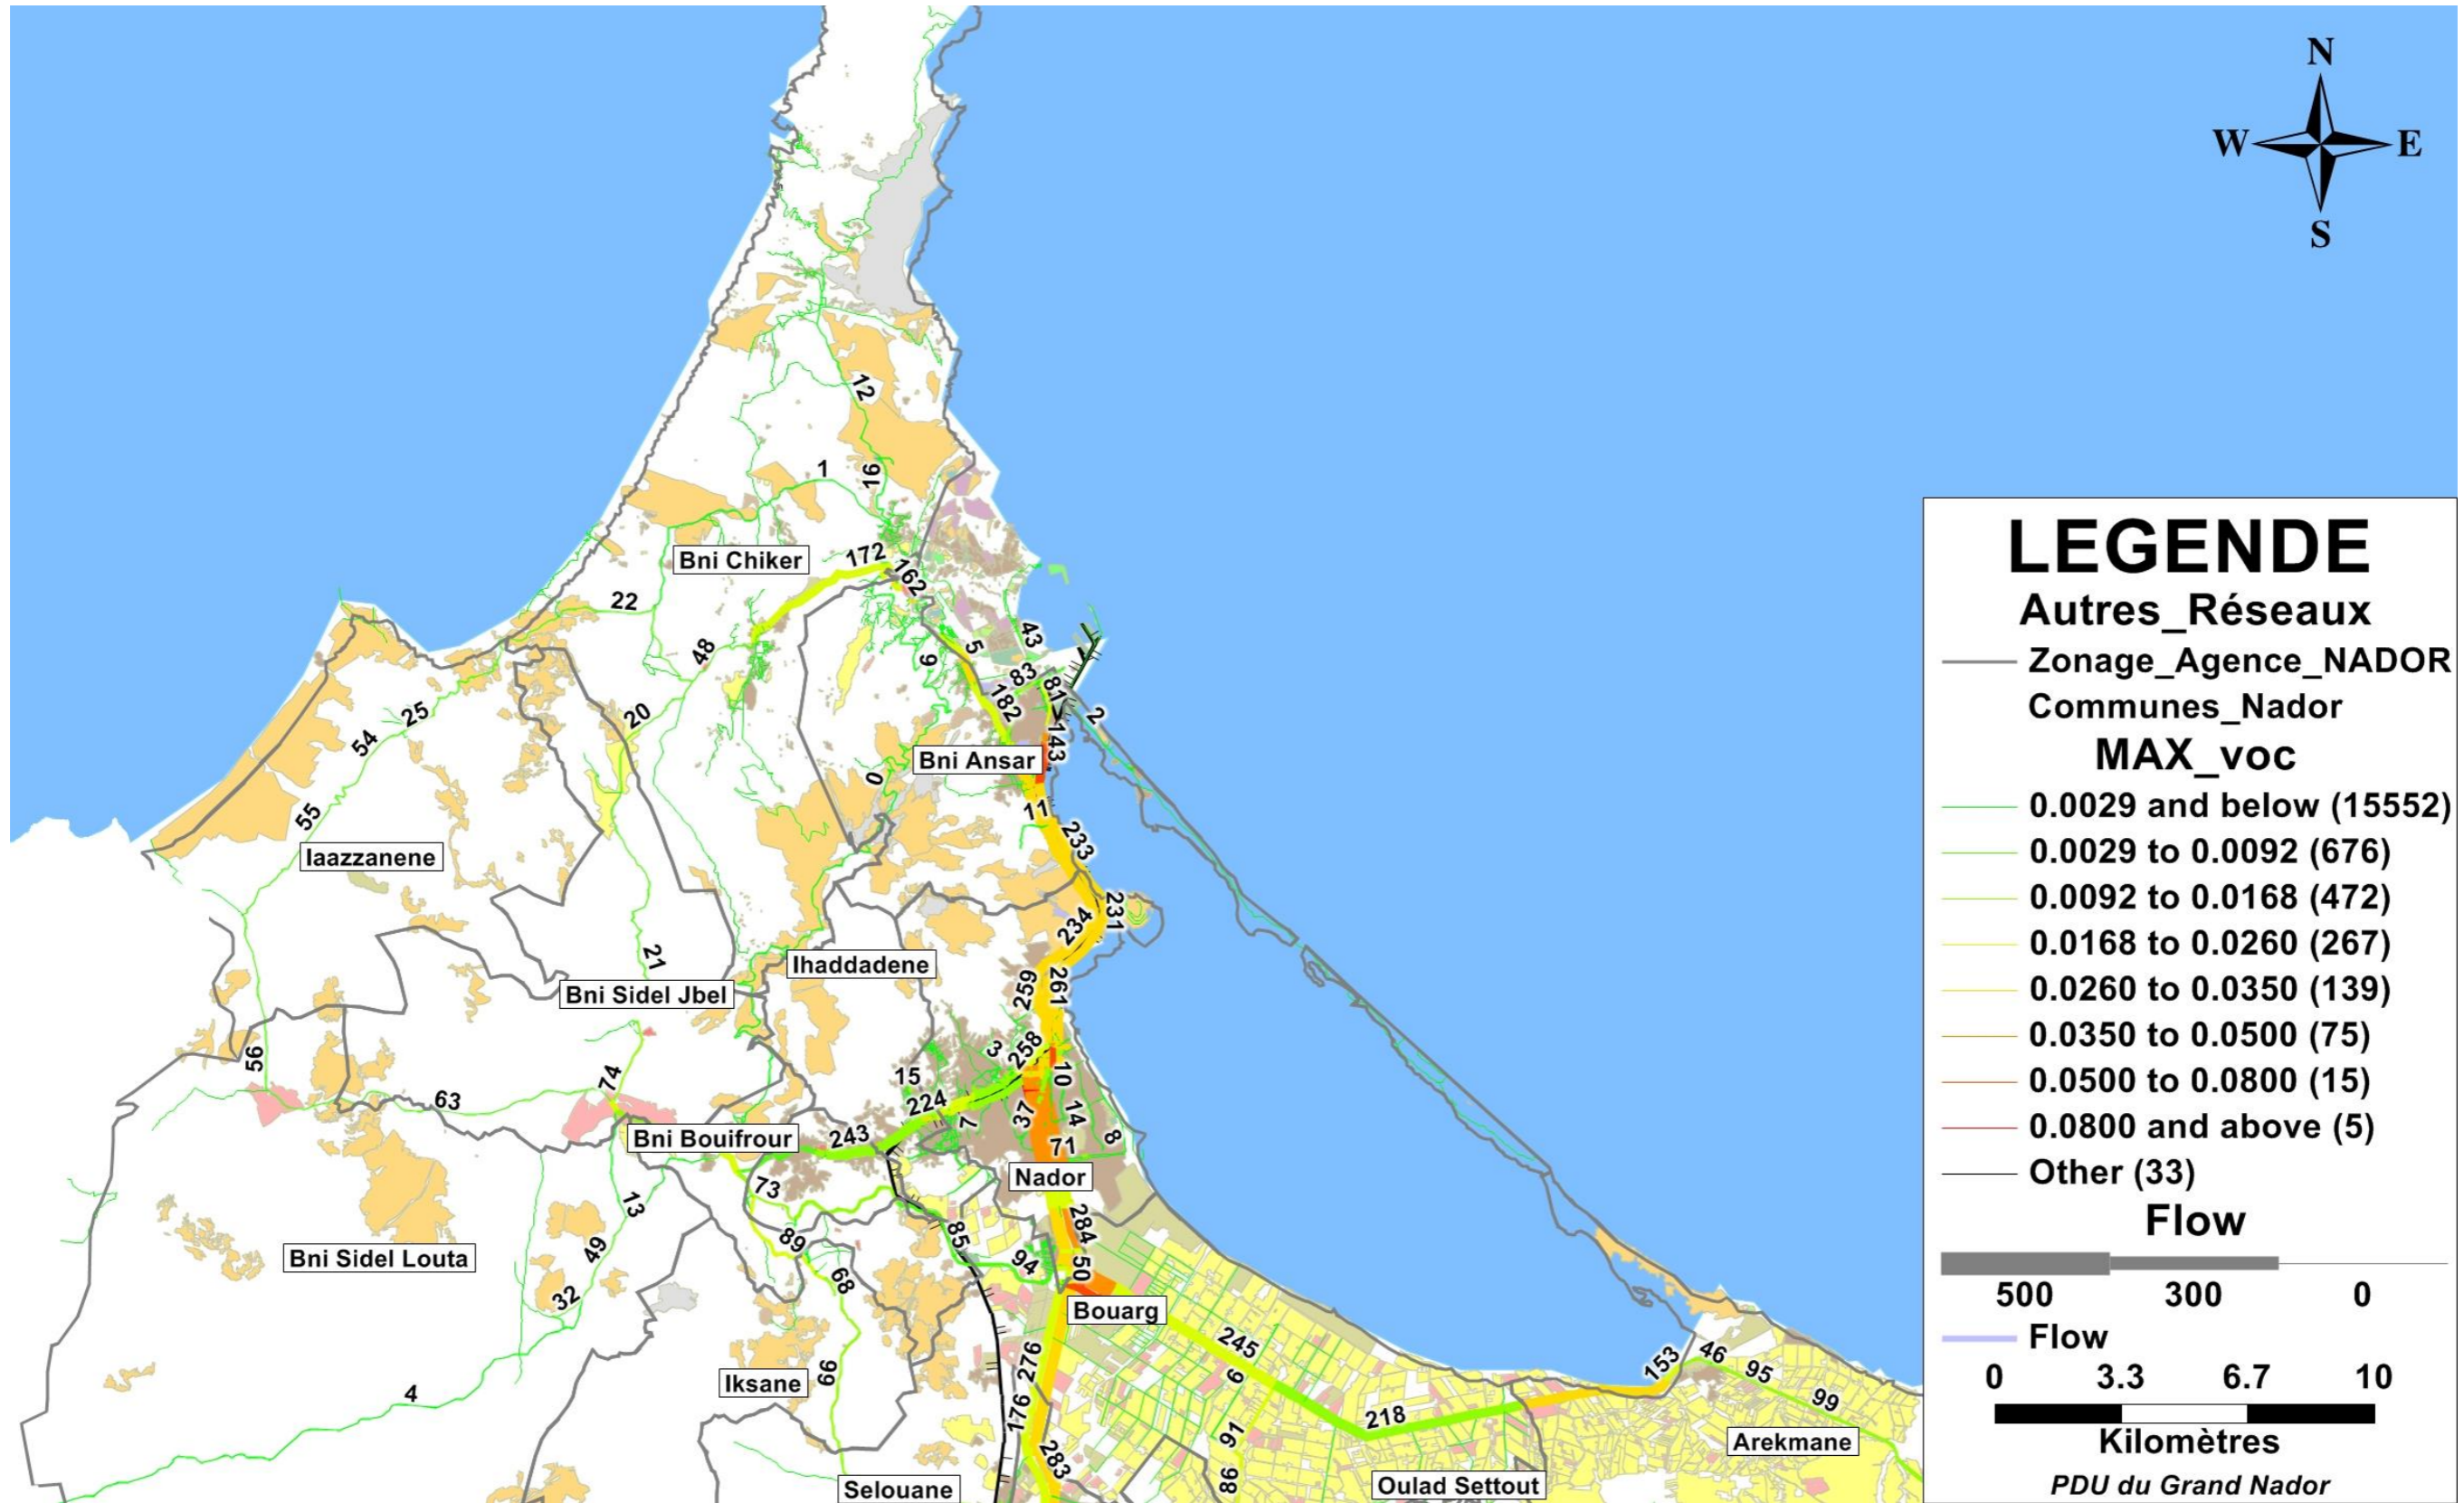 N
W E
S
12
1
16
Bni Chiker
172
162
22
48
5
9
43
83
81
182
2
143
20
25
54
Bni Ansar
0
11
233
55
Iaazzanene
231
234
21
Ihaddadene
259
261
Bni Sidel Jbel
56
3
258
15
10
74
63
224
7
37
14
8
Bni Bouifrour
243
71
Nador
73
13
89
85
284
49
94
50
Bni Sidel Louta
68
32
Bouarg
245
276
6
153
46
95
99
Iksane
66
4
176
218
91
Arekmane
283
86
Selouane
Oulad Settout
LEGENDE
Autres_Réseaux
Zonage_Agence_NADOR
Communes_Nador
MAX_voc
0.0029 and below (15552)
0.0029 to 0.0092 (676)
0.0092 to 0.0168 (472)
0.0168 to 0.0260 (267)
0.0260 to 0.0350 (139)
0.0350 to 0.0500 (75)
0.0500 to 0.0800 (15)
0.0800 and above (5)
Other (33)
Flow
500 300 0
Flow
0 3.3 6.7 10
Kilomètres
PDU du Grand Nador